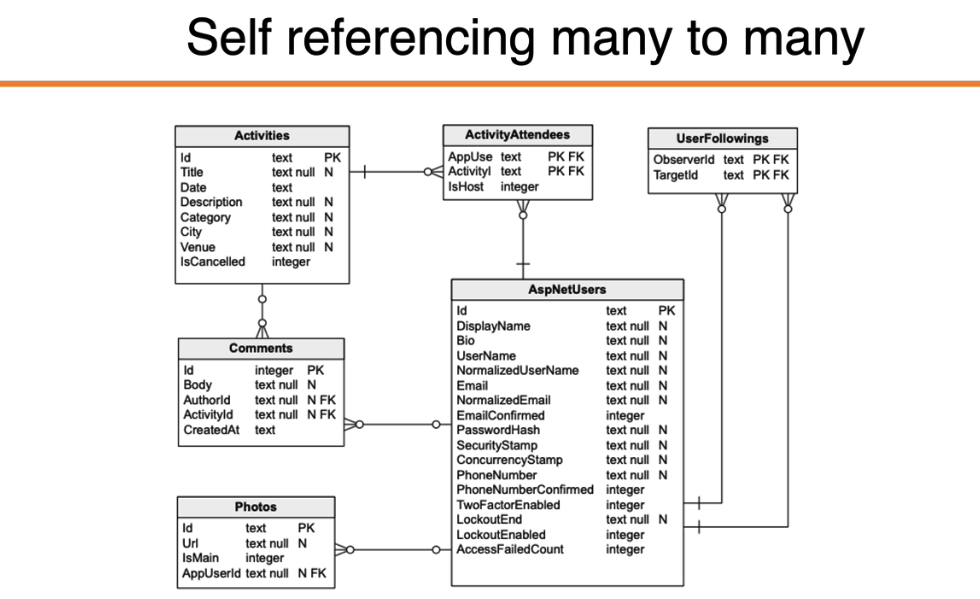 Self referencing many to many
Activities
Id text PK
Title text null N
Date text
Description text null N
Category text null N
City text null N
Venue text null N
IsCancelled integer
ActivityAttendees
AppUse text PK FK
ActivityI text PK FK
IsHost integer
UserFollowings
ObserverId text PK FK
TargetId text PK FK
AspNetUsers
Id text PK
DisplayName text null N
Bio text null N
UserName text null N
NormalizedUserName text null N
Email text null N
NormalizedEmail text null N
EmailConfirmed integer
PasswordHash text null N
SecurityStamp text null N
ConcurrencyStamp text null N
PhoneNumber text null N
PhoneNumberConfirmed integer
TwoFactorEnabled integer
LockoutEnd text null N
LockoutEnabled integer
AccessFailedCount integer
Comments
Id integer PK
Body text null N
AuthorId text null N FK
ActivityId text null N FK
CreatedAt text
Photos
Id text PK
Url text null N
IsMain integer
AppUserId text null N FK